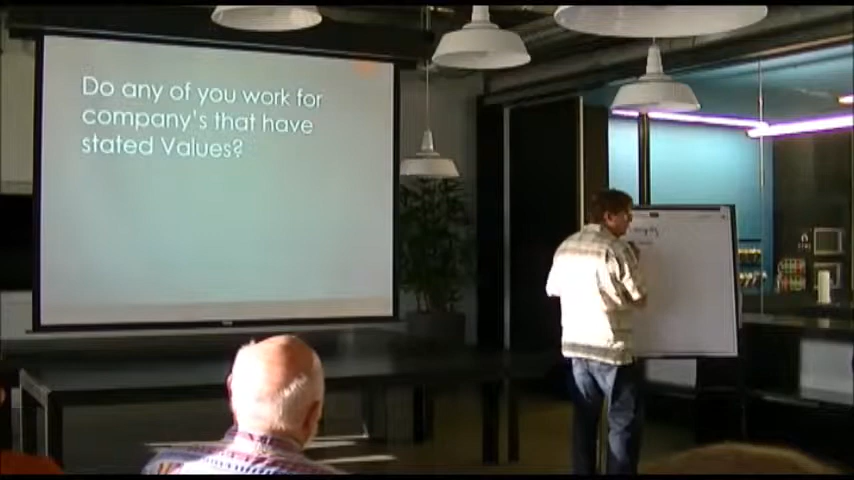 Do any of you work for
company's that have
stated Values?